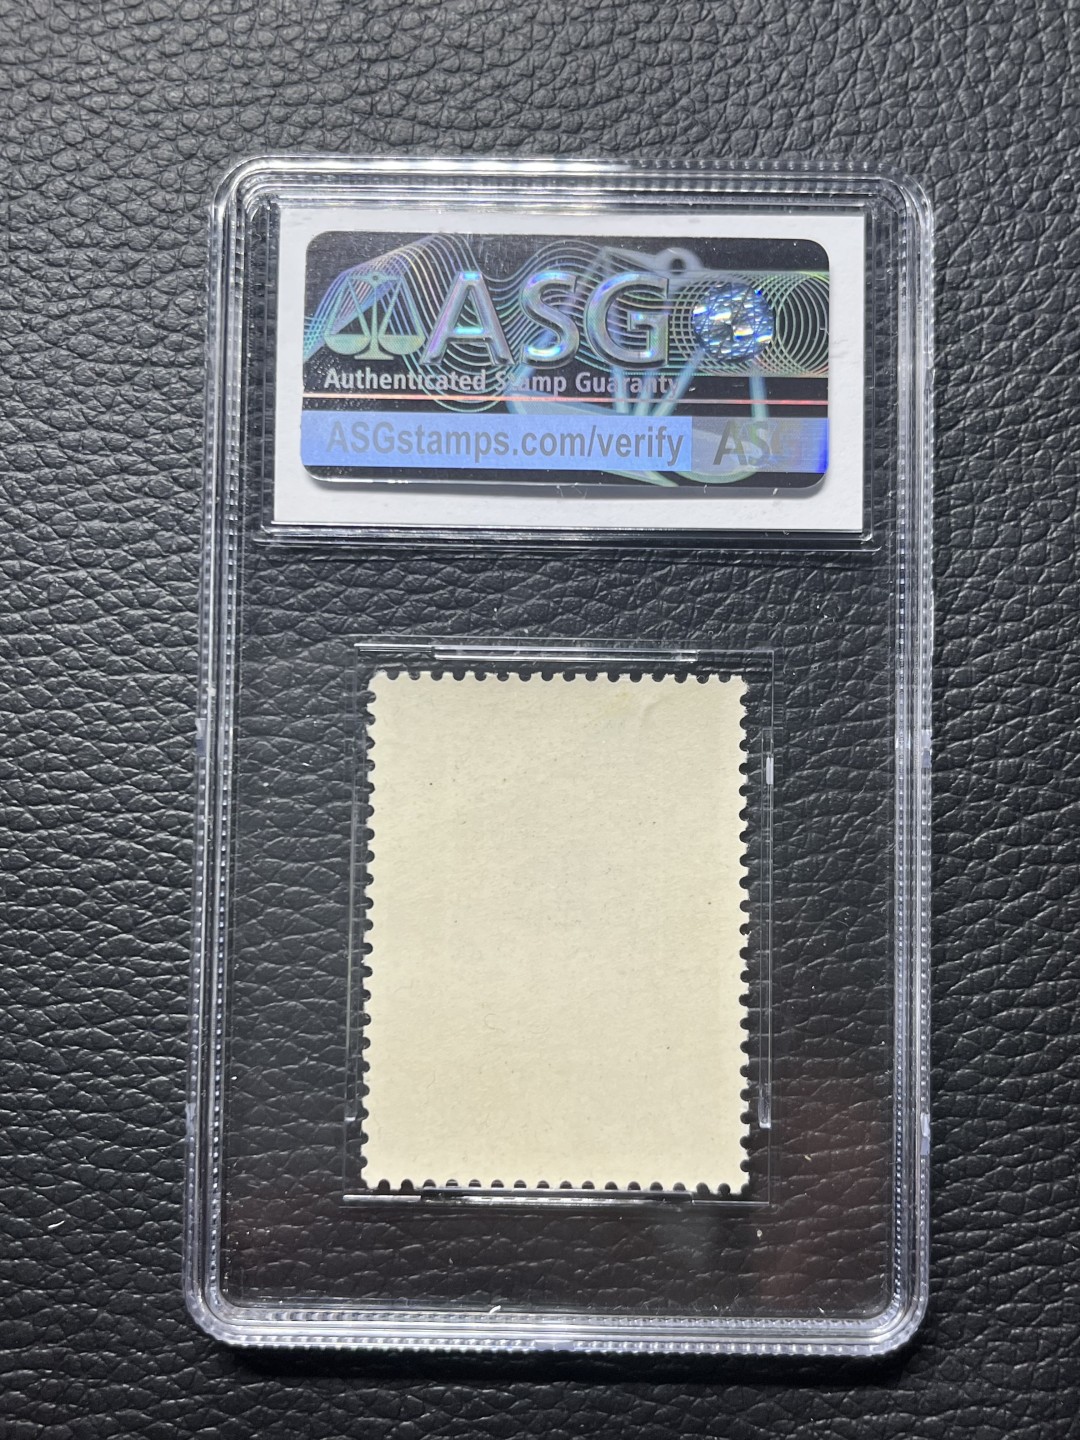 ASG
Authenticated Stamp Guaranty
ASGstamps.com/verify ASG